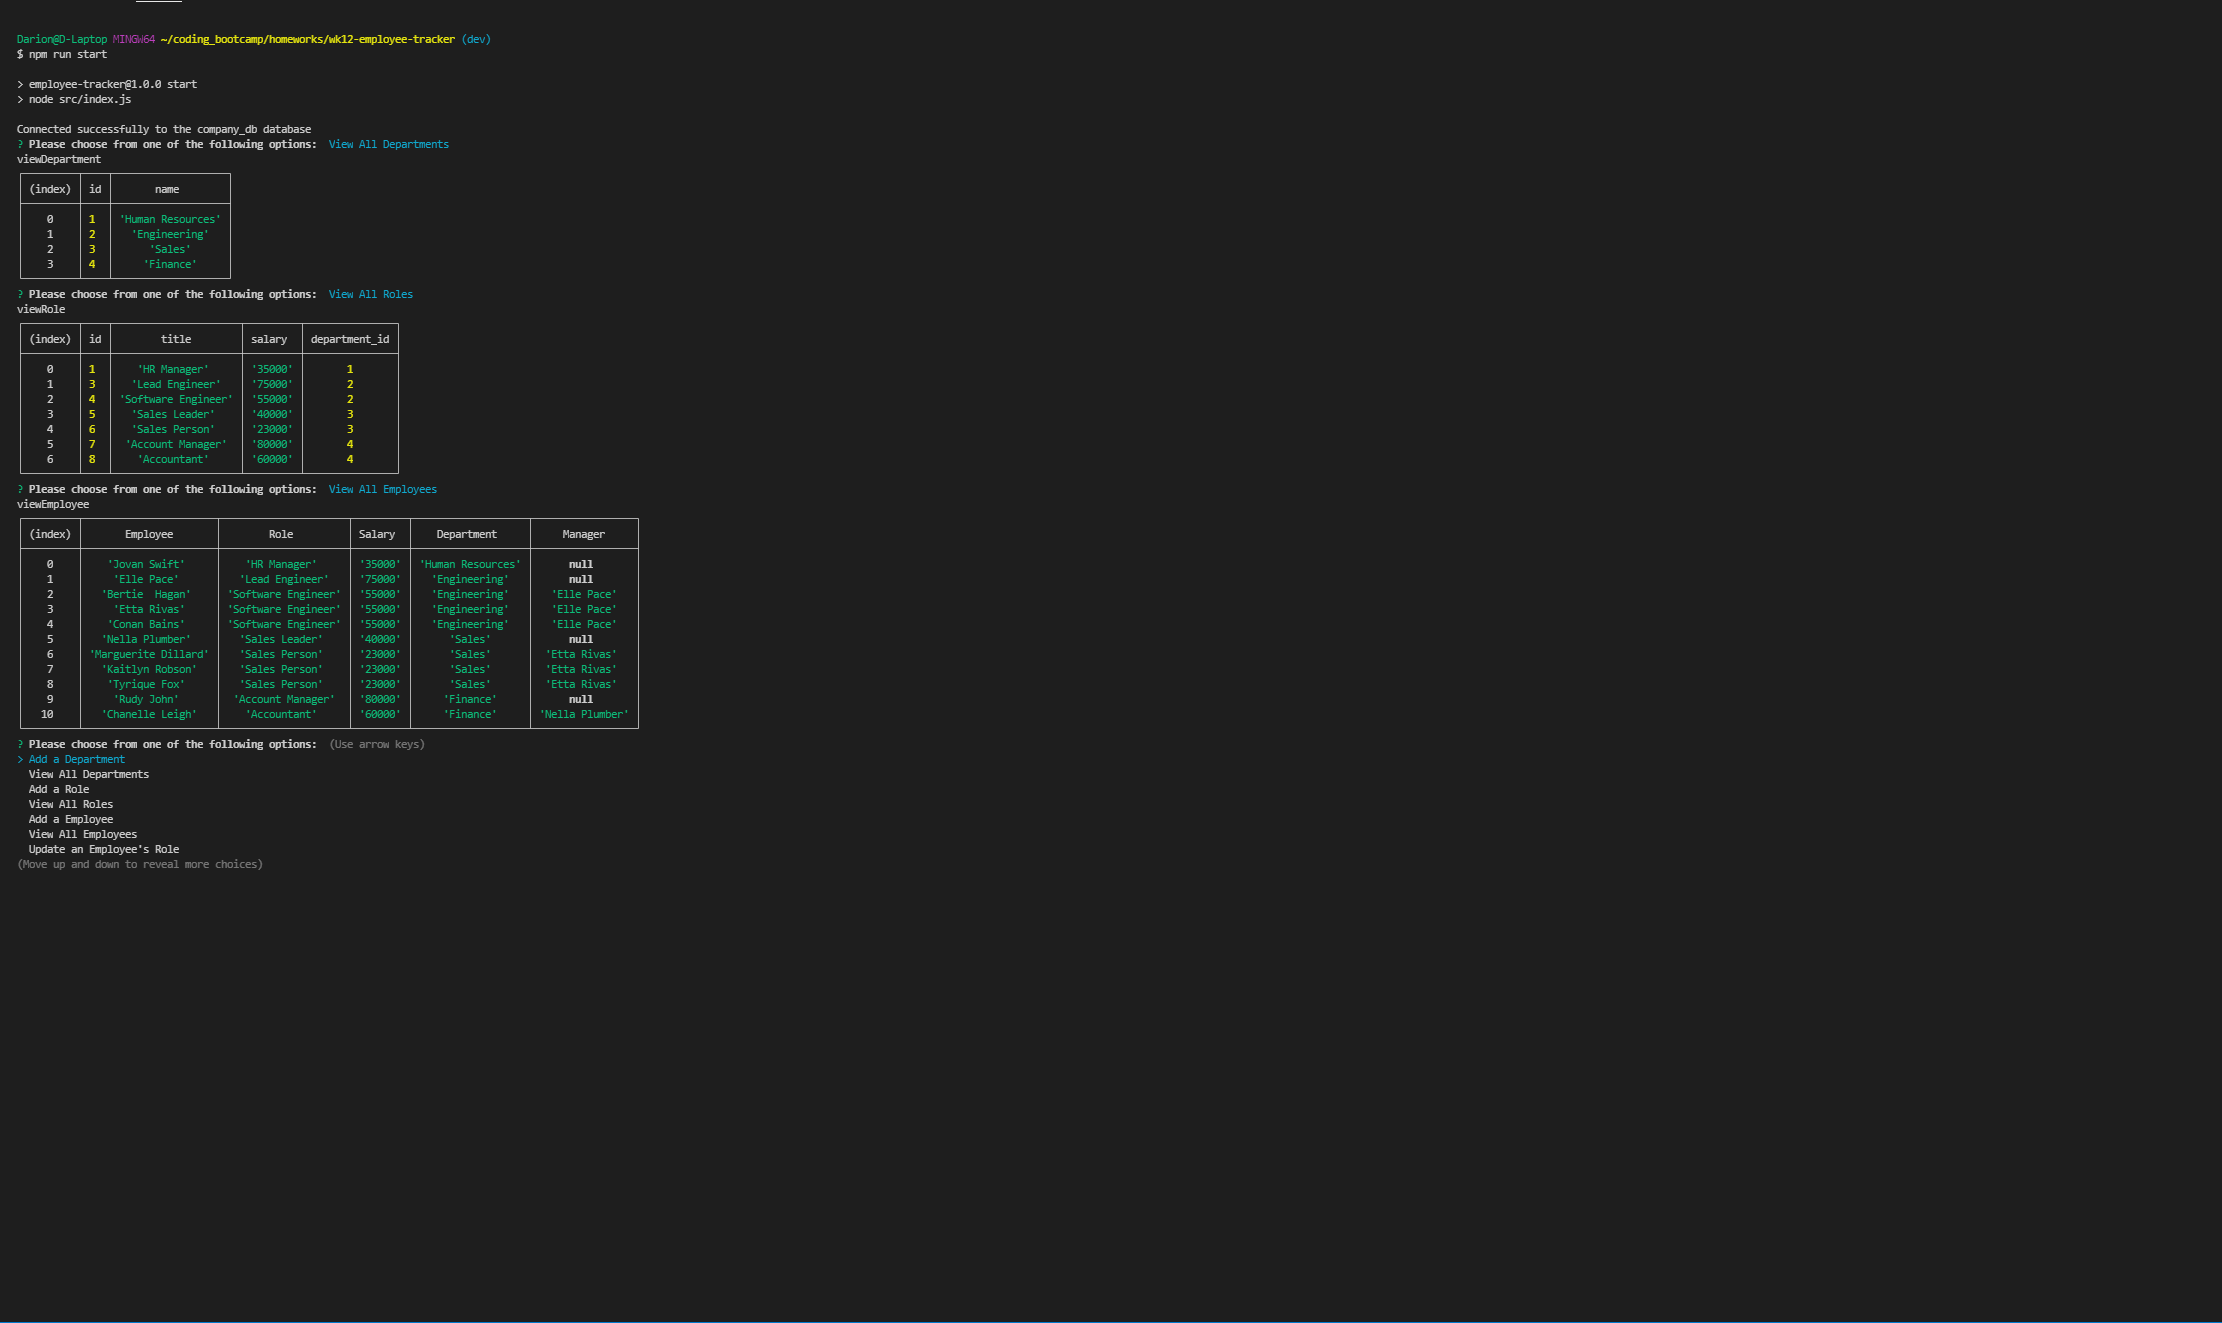 Darion@D-Laptop MINGW64 ~/coding_bootcamp/homeworks/wk12-employee-tracker (dev)
$ npm run start
> employee-tracker@1.0.0 start
> node src/index.js
Connected successfully to the company_db database
? Please choose from one of the following options:  View All Departments
viewDepartment
(index) id name
0 1 'Human Resources'
1 2 'Engineering'
2 3 'Sales'
3 4 'Finance'
? Please choose from one of the following options:  View All Roles
viewRole
(index) id title salary department_id
0 1 'HR Manager' '35000' 1
1 3 'Lead Engineer' '75000' 2
2 4 'Software Engineer' '55000' 2
3 5 'Sales Leader' '40000' 3
4 6 'Sales Person' '23000' 3
5 7 'Account Manager' '80000' 4
6 8 'Accountant' '60000' 4
? Please choose from one of the following options:  View All Employees
viewEmployee
(index) Employee Role Salary Department Manager
0 'Jovan Swift' 'HR Manager' '35000' 'Human Resources' null
1 'Elle Pace' 'Lead Engineer' '75000' 'Engineering' null
2 'Bertie  Hagan' 'Software Engineer' '55000' 'Engineering' 'Elle Pace'
3 'Etta Rivas' 'Software Engineer' '55000' 'Engineering' 'Elle Pace'
4 'Conan Bains' 'Software Engineer' '55000' 'Engineering' 'Elle Pace'
5 'Nella Plumber' 'Sales Leader' '40000' 'Sales' null
6 'Marguerite Dillard' 'Sales Person' '23000' 'Sales' 'Etta Rivas'
7 'Kaitlyn Robson' 'Sales Person' '23000' 'Sales' 'Etta Rivas'
8 'Tyrique Fox' 'Sales Person' '23000' 'Sales' 'Etta Rivas'
9 'Rudy John' 'Account Manager' '80000' 'Finance' null
10 'Chanelle Leigh' 'Accountant' '60000' 'Finance' 'Nella Plumber'
? Please choose from one of the following options:  (Use arrow keys)
> Add a Department
View All Departments
Add a Role
View All Roles
Add a Employee
View All Employees
Update an Employee's Role
(Move up and down to reveal more choices)